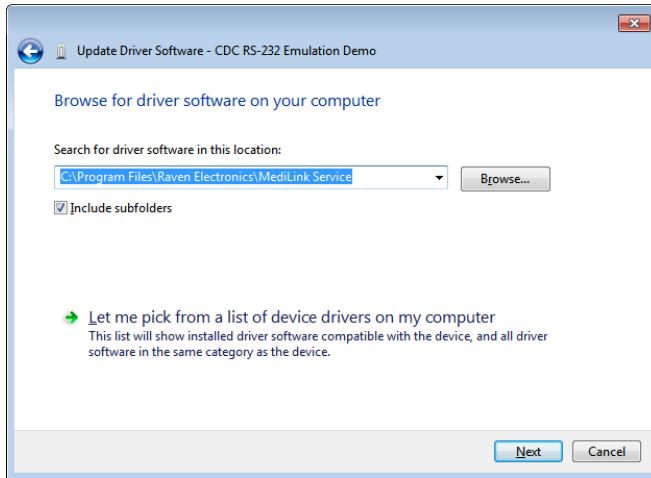 Update Driver Software - CDC RS-232 Emulation Demo
Browse for driver software on your computer
Search for driver software in this location:
C:\Program Files\Raven Electronics\MediLink Service
Browse...
Include subfolders
Let me pick from a list of device drivers on my computer
This list will show installed driver software compatible with the device, and all driver
software in the same category as the device.
Next
Cancel